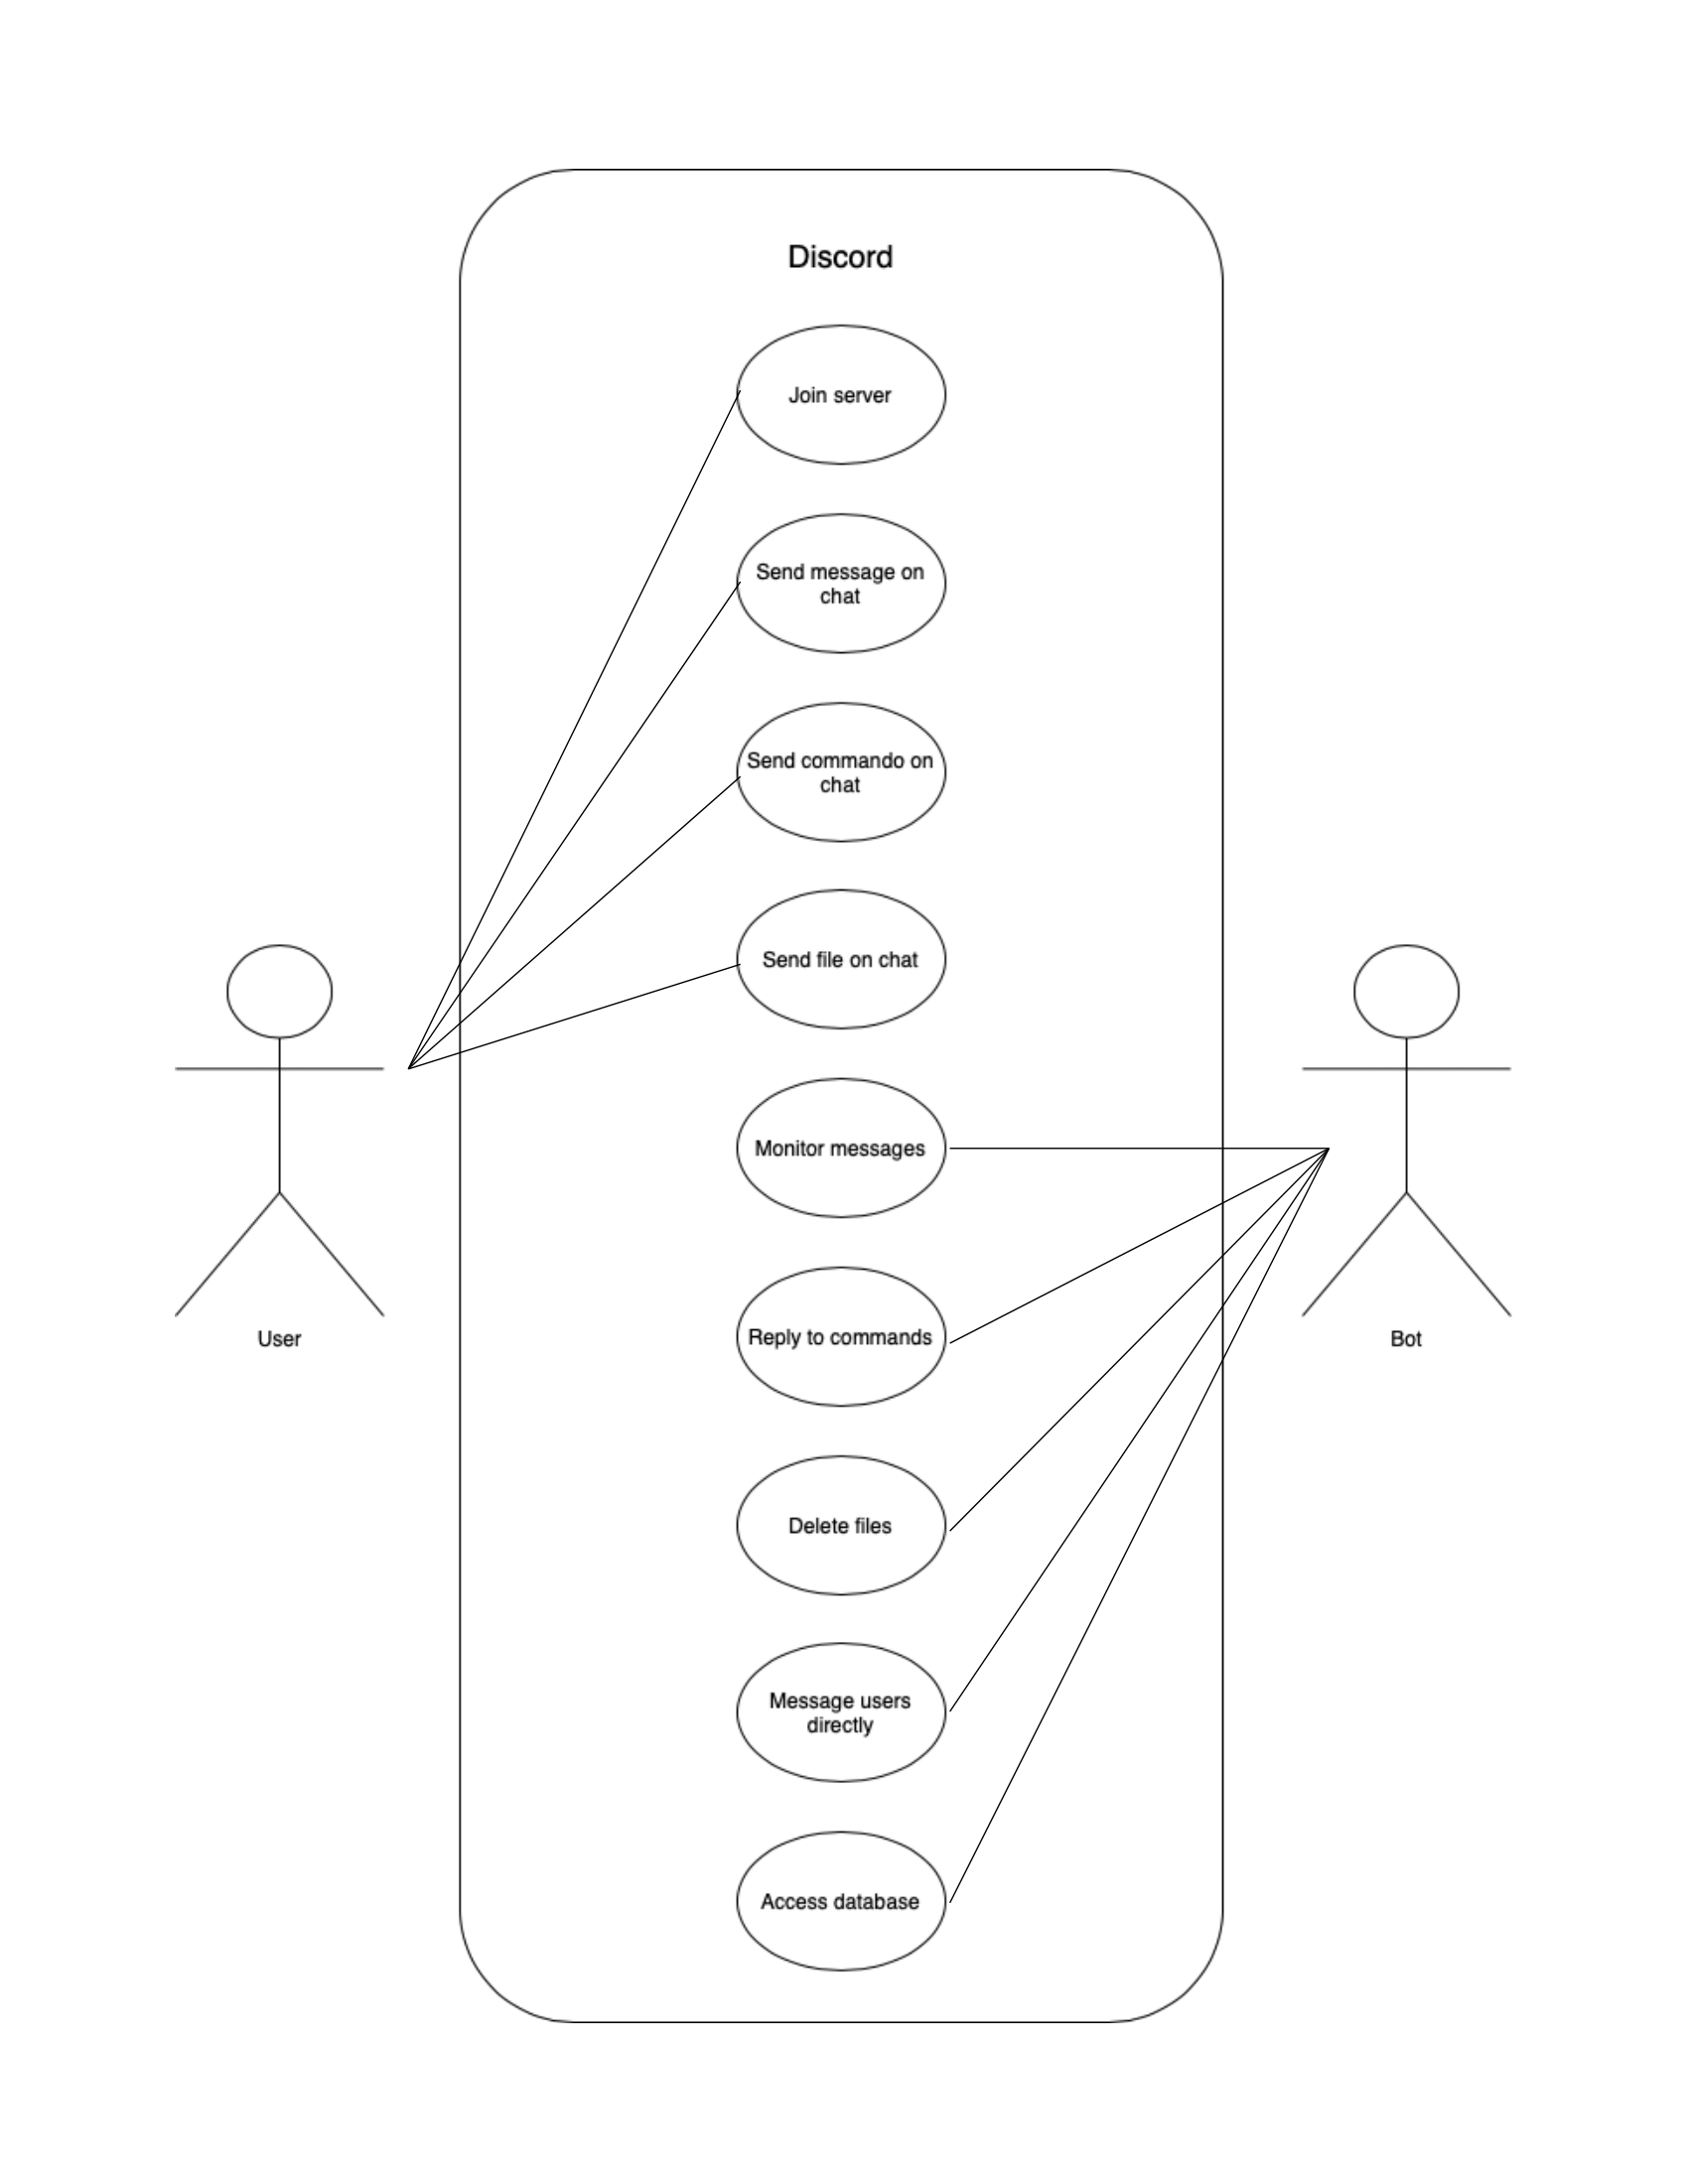 Discord
Join server
Send message on
chat
Send commando on
chat
Send file on chat
Monitor messages
Reply to commands
User
Bot
Delete files
Message users
directly
Access database